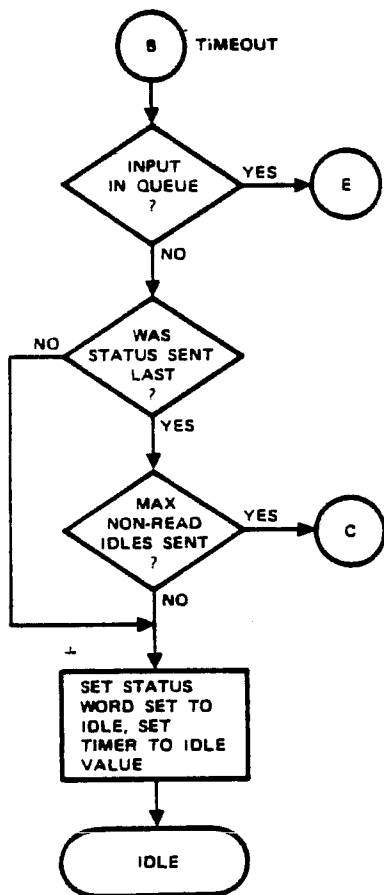 B TIMEOUT
INPUT
IN QUEUE
?
YES
E
NO
WAS
STATUS SENT
LAST
?
NO
YES
MAX
NON-READ
IDLES SENT
?
YES
C
NO
SET STATUS
WORD SET TO
IDLE, SET
TIMER TO IDLE
VALUE
IDLE